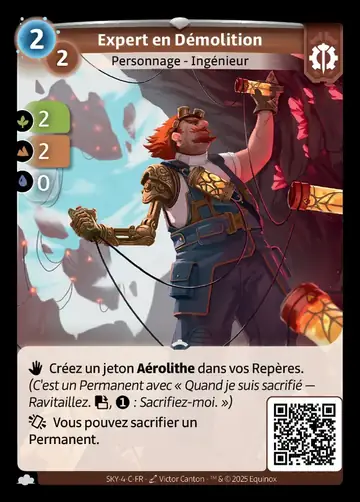 2
Expert en Démolition
2
Personnage - Ingénieur
2
2
0
Créez un jeton Aérolithe dans vos Repères.
(C'est un Permanent avec « Quand je suis sacrifié —
Ravitaillez. , 1 : Sacrifiez-moi. »)
Vous pouvez sacrifier un
Permanent.
SKY-4-C-FR - Victor Canton - ™ & © 2025 Equinox